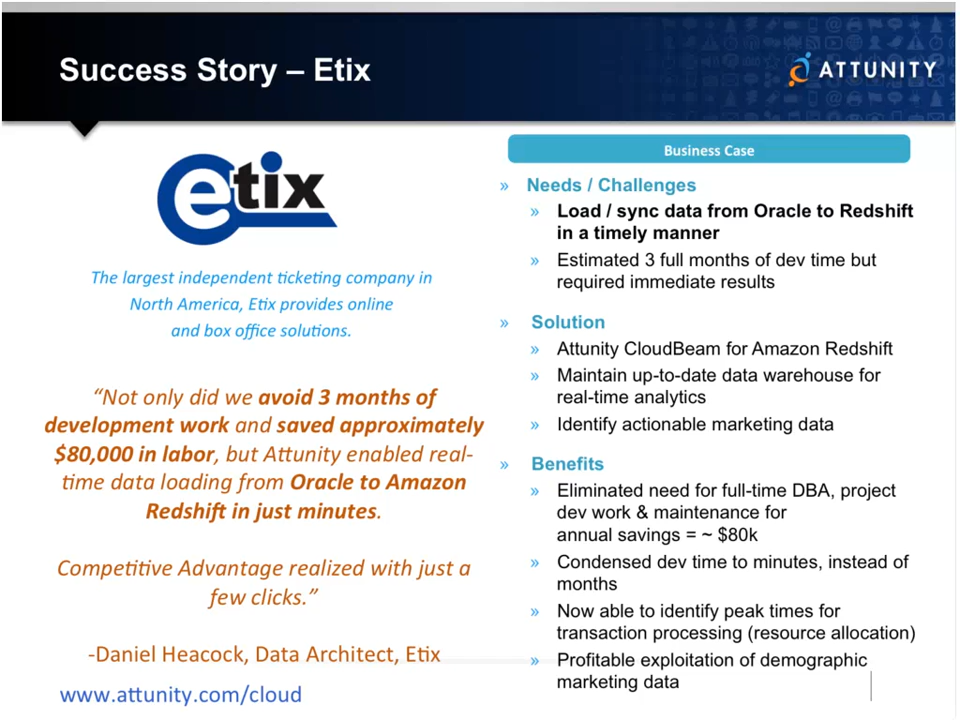 Success Story – Etix
ATTUNITY
etix
The largest independent ticketing company in
North America, Etix provides online
and box office solutions.
“Not only did we avoid 3 months of
development work and saved approximately
$80,000 in labor, but Attunity enabled real-
time data loading from Oracle to Amazon
Redshift in just minutes.
Competitive Advantage realized with just a
few clicks.”
-Daniel Heacock, Data Architect, Etix
www.attunity.com/cloud
Business Case
» Needs / Challenges
» Load / sync data from Oracle to Redshift
in a timely manner
» Estimated 3 full months of dev time but
required immediate results
» Solution
» Attunity CloudBeam for Amazon Redshift
» Maintain up-to-date data warehouse for
real-time analytics
» Identify actionable marketing data
» Benefits
» Eliminated need for full-time DBA, project
dev work & maintenance for
annual savings = ~ $80k
» Condensed dev time to minutes, instead of
months
» Now able to identify peak times for
transaction processing (resource allocation)
» Profitable exploitation of demographic
marketing data